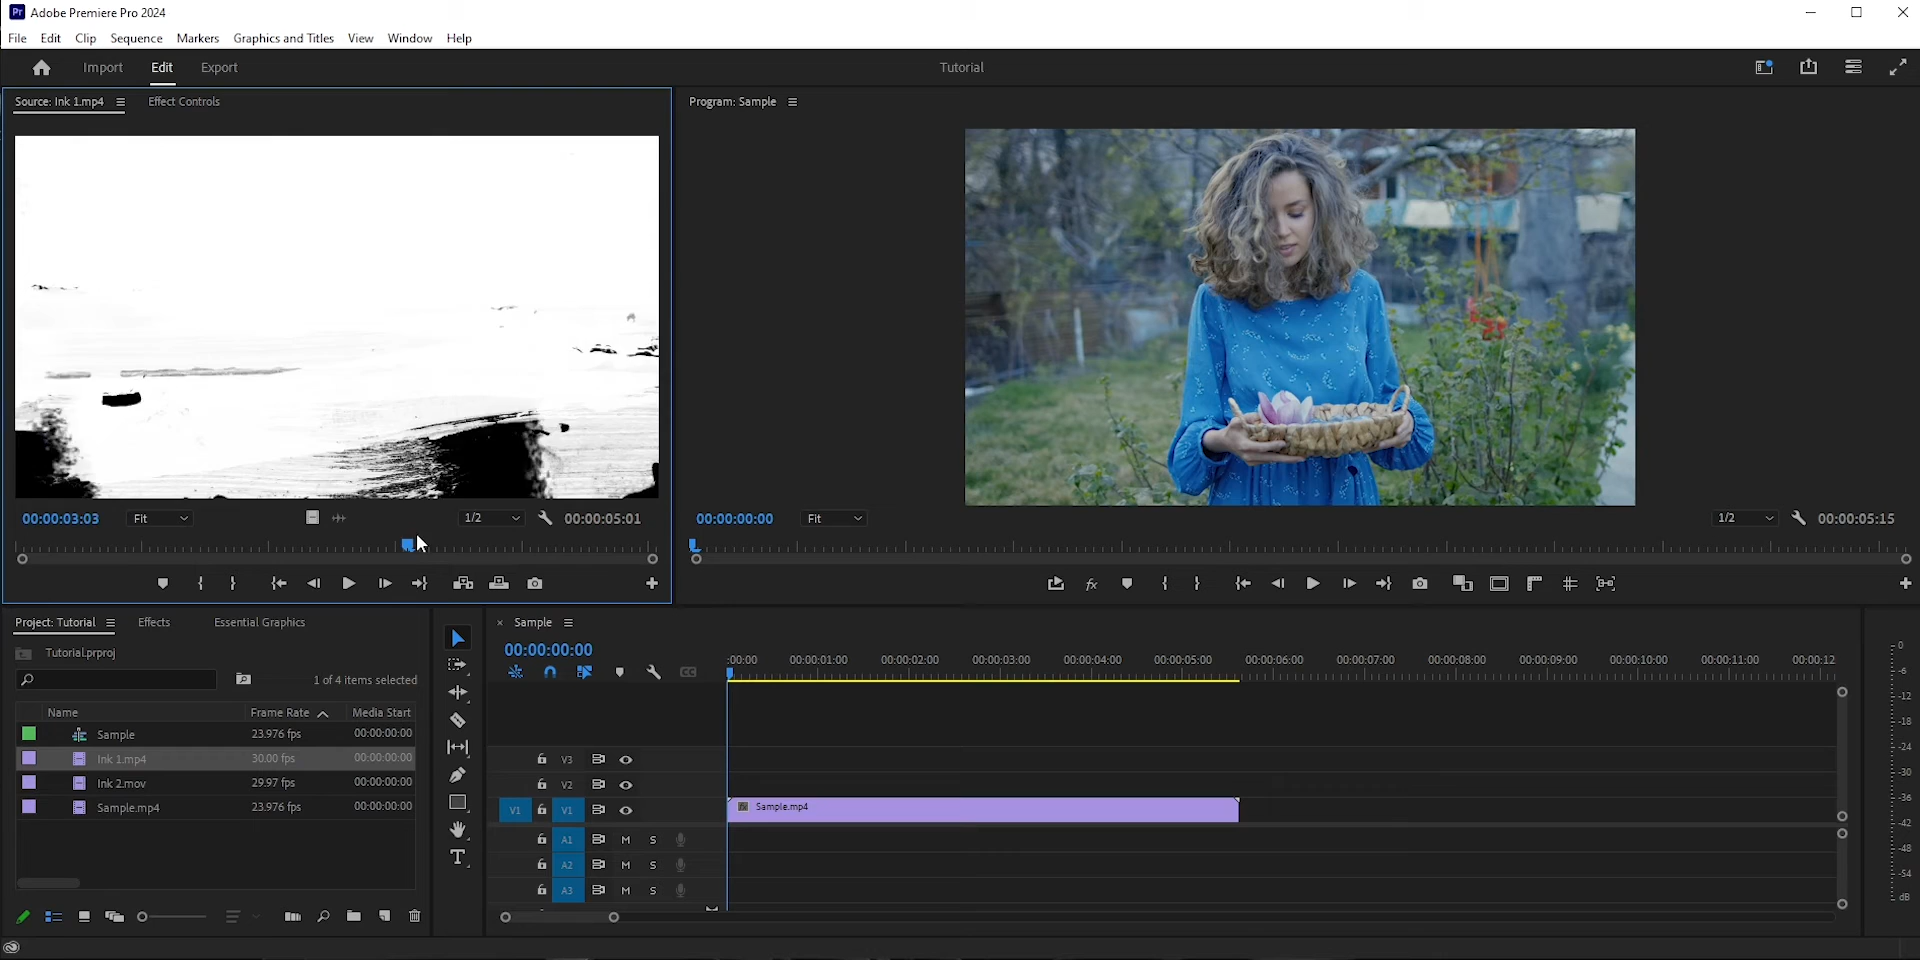 Pr Adobe Premiere Pro 2024
File Edit Clip Sequence Markers Graphics and Titles View Window Help
Import Edit Export Tutorial
Source: Ink 1.mp4 Effect Controls
Program: Sample
00:00:03:03 Fit 1/2 00:00:05:01
00:00:00:00 Fit 1/2 00:00:05:15
Project: Tutorial Effects Essential Graphics
Tutorial.prproj
1 of 4 items selected
Name Frame Rate Media Start
Sample 23.976 fps 00:00:00:00
Ink 1.mp4 30.00 fps 00:00:00:00
Ink 2.mov 29.97 fps 00:00:00:00
Sample.mp4 23.976 fps 00:00:00:00
× Sample
00:00:00:00
:00:00 00:00:01:00 00:00:02:00 00:00:03:00 00:00:04:00 00:00:05:00 00:00:06:00 00:00:07:00 00:00:08:00 00:00:09:00 00:00:10:00 00:00:11:00 00:00:12
CC
V3
V2
V1 V1 Sample.mp4
A1 M S
A2 M S
A3 M S
0
-6
-12
-18
-24
-30
-36
-42
-48
-54
dB